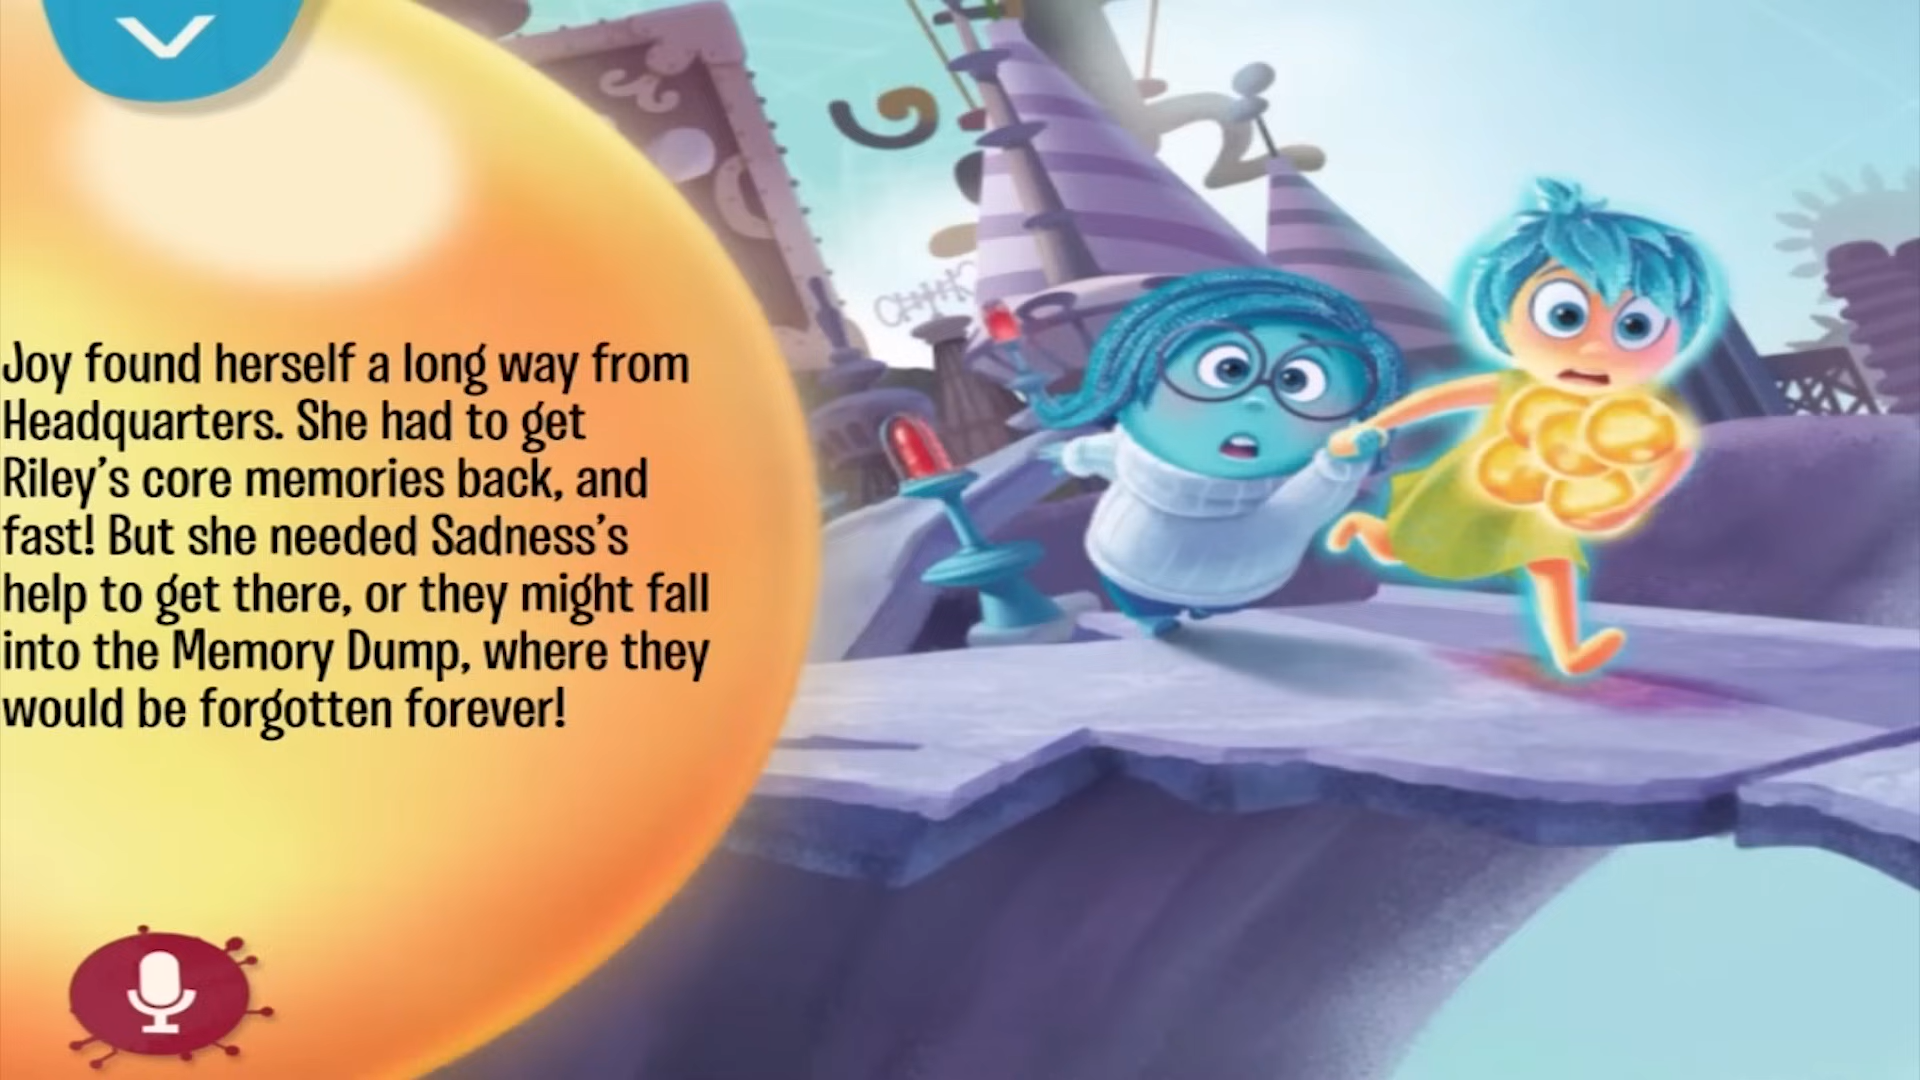 Joy found herself a long way from
Headquarters. She had to get
Riley’s core memories back, and
fast! But she needed Sadness’s
help to get there, or they might fall
into the Memory Dump, where they
would be forgotten forever!